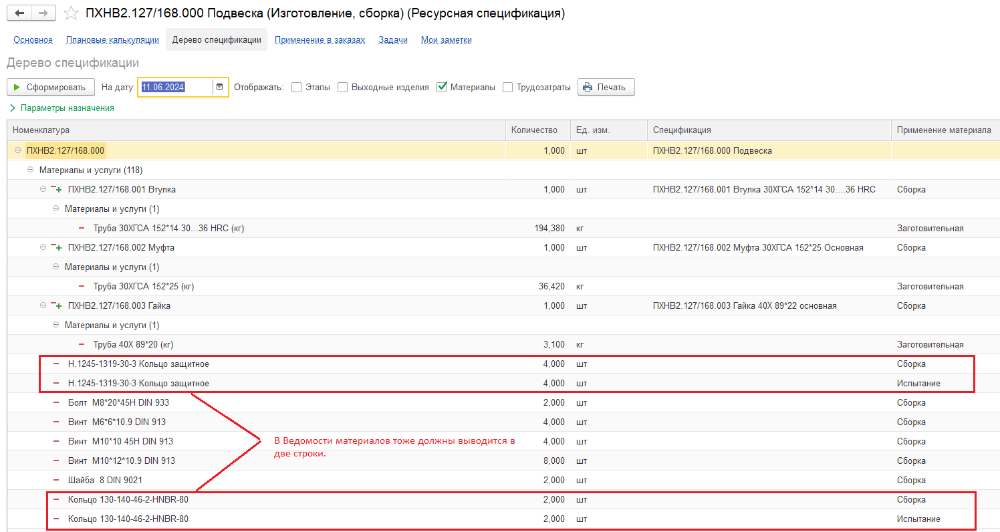 ПХНВ2.127/168.000 Подвеска (Изготовление, сборка) (Ресурсная спецификация)
Основное Плановые калькуляции Дерево спецификации Применение в заказах Задачи Мои заметки
Дерево спецификации
Сформировать На дату: 11.06.2024 Отображать: Этапы Выходные изделия Материалы Трудозатраты Печать
Параметры назначения
Номенклатура Количество Ед. изм. Спецификация Применение материала
ПХНВ2.127/168.000 1,000 шт ПХНВ2.127/168.000 Подвеска
Материалы и услуги (118)
ПХНВ2.127/168.001 Втулка 1,000 шт ПХНВ2.127/168.001 Втулка 30ХГСА 152*14 30....36 HRC Сборка
Материалы и услуги (1)
Труба 30ХГСА 152*14 30...36 HRC (кг) 194,380 кг Заготовительная
ПХНВ2.127/168.002 Муфта 1,000 шт ПХНВ2.127/168.002 Муфта 30ХГСА 152*25 Основная Сборка
Материалы и услуги (1)
Труба 30ХГСА 152*25 (кг) 36,420 кг Заготовительная
ПХНВ2.127/168.003 Гайка 1,000 шт ПХНВ2.127/168.003 Гайка 40Х 89*22 основная Сборка
Материалы и услуги (1)
Труба 40Х 89*20 (кг) 3,100 кг Заготовительная
Н.1245-1319-30-3 Кольцо защитное 4,000 шт Сборка
Н.1245-1319-30-3 Кольцо защитное 4,000 шт Испытание
Болт М8*20*45Н DIN 933 2,000 шт Сборка
Винт М6*6*10.9 DIN 913 4,000 шт Сборка
Винт М10*10 45Н DIN 913 4,000 шт Сборка
Винт М10*12*10.9 DIN 913 8,000 шт Сборка
Шайба 8 DIN 9021 2,000 шт Сборка
Кольцо 130-140-46-2-HNBR-80 2,000 шт Сборка
Кольцо 130-140-46-2-HNBR-80 2,000 шт Испытание
В Ведомости материалов тоже должны выводится в
две строки.